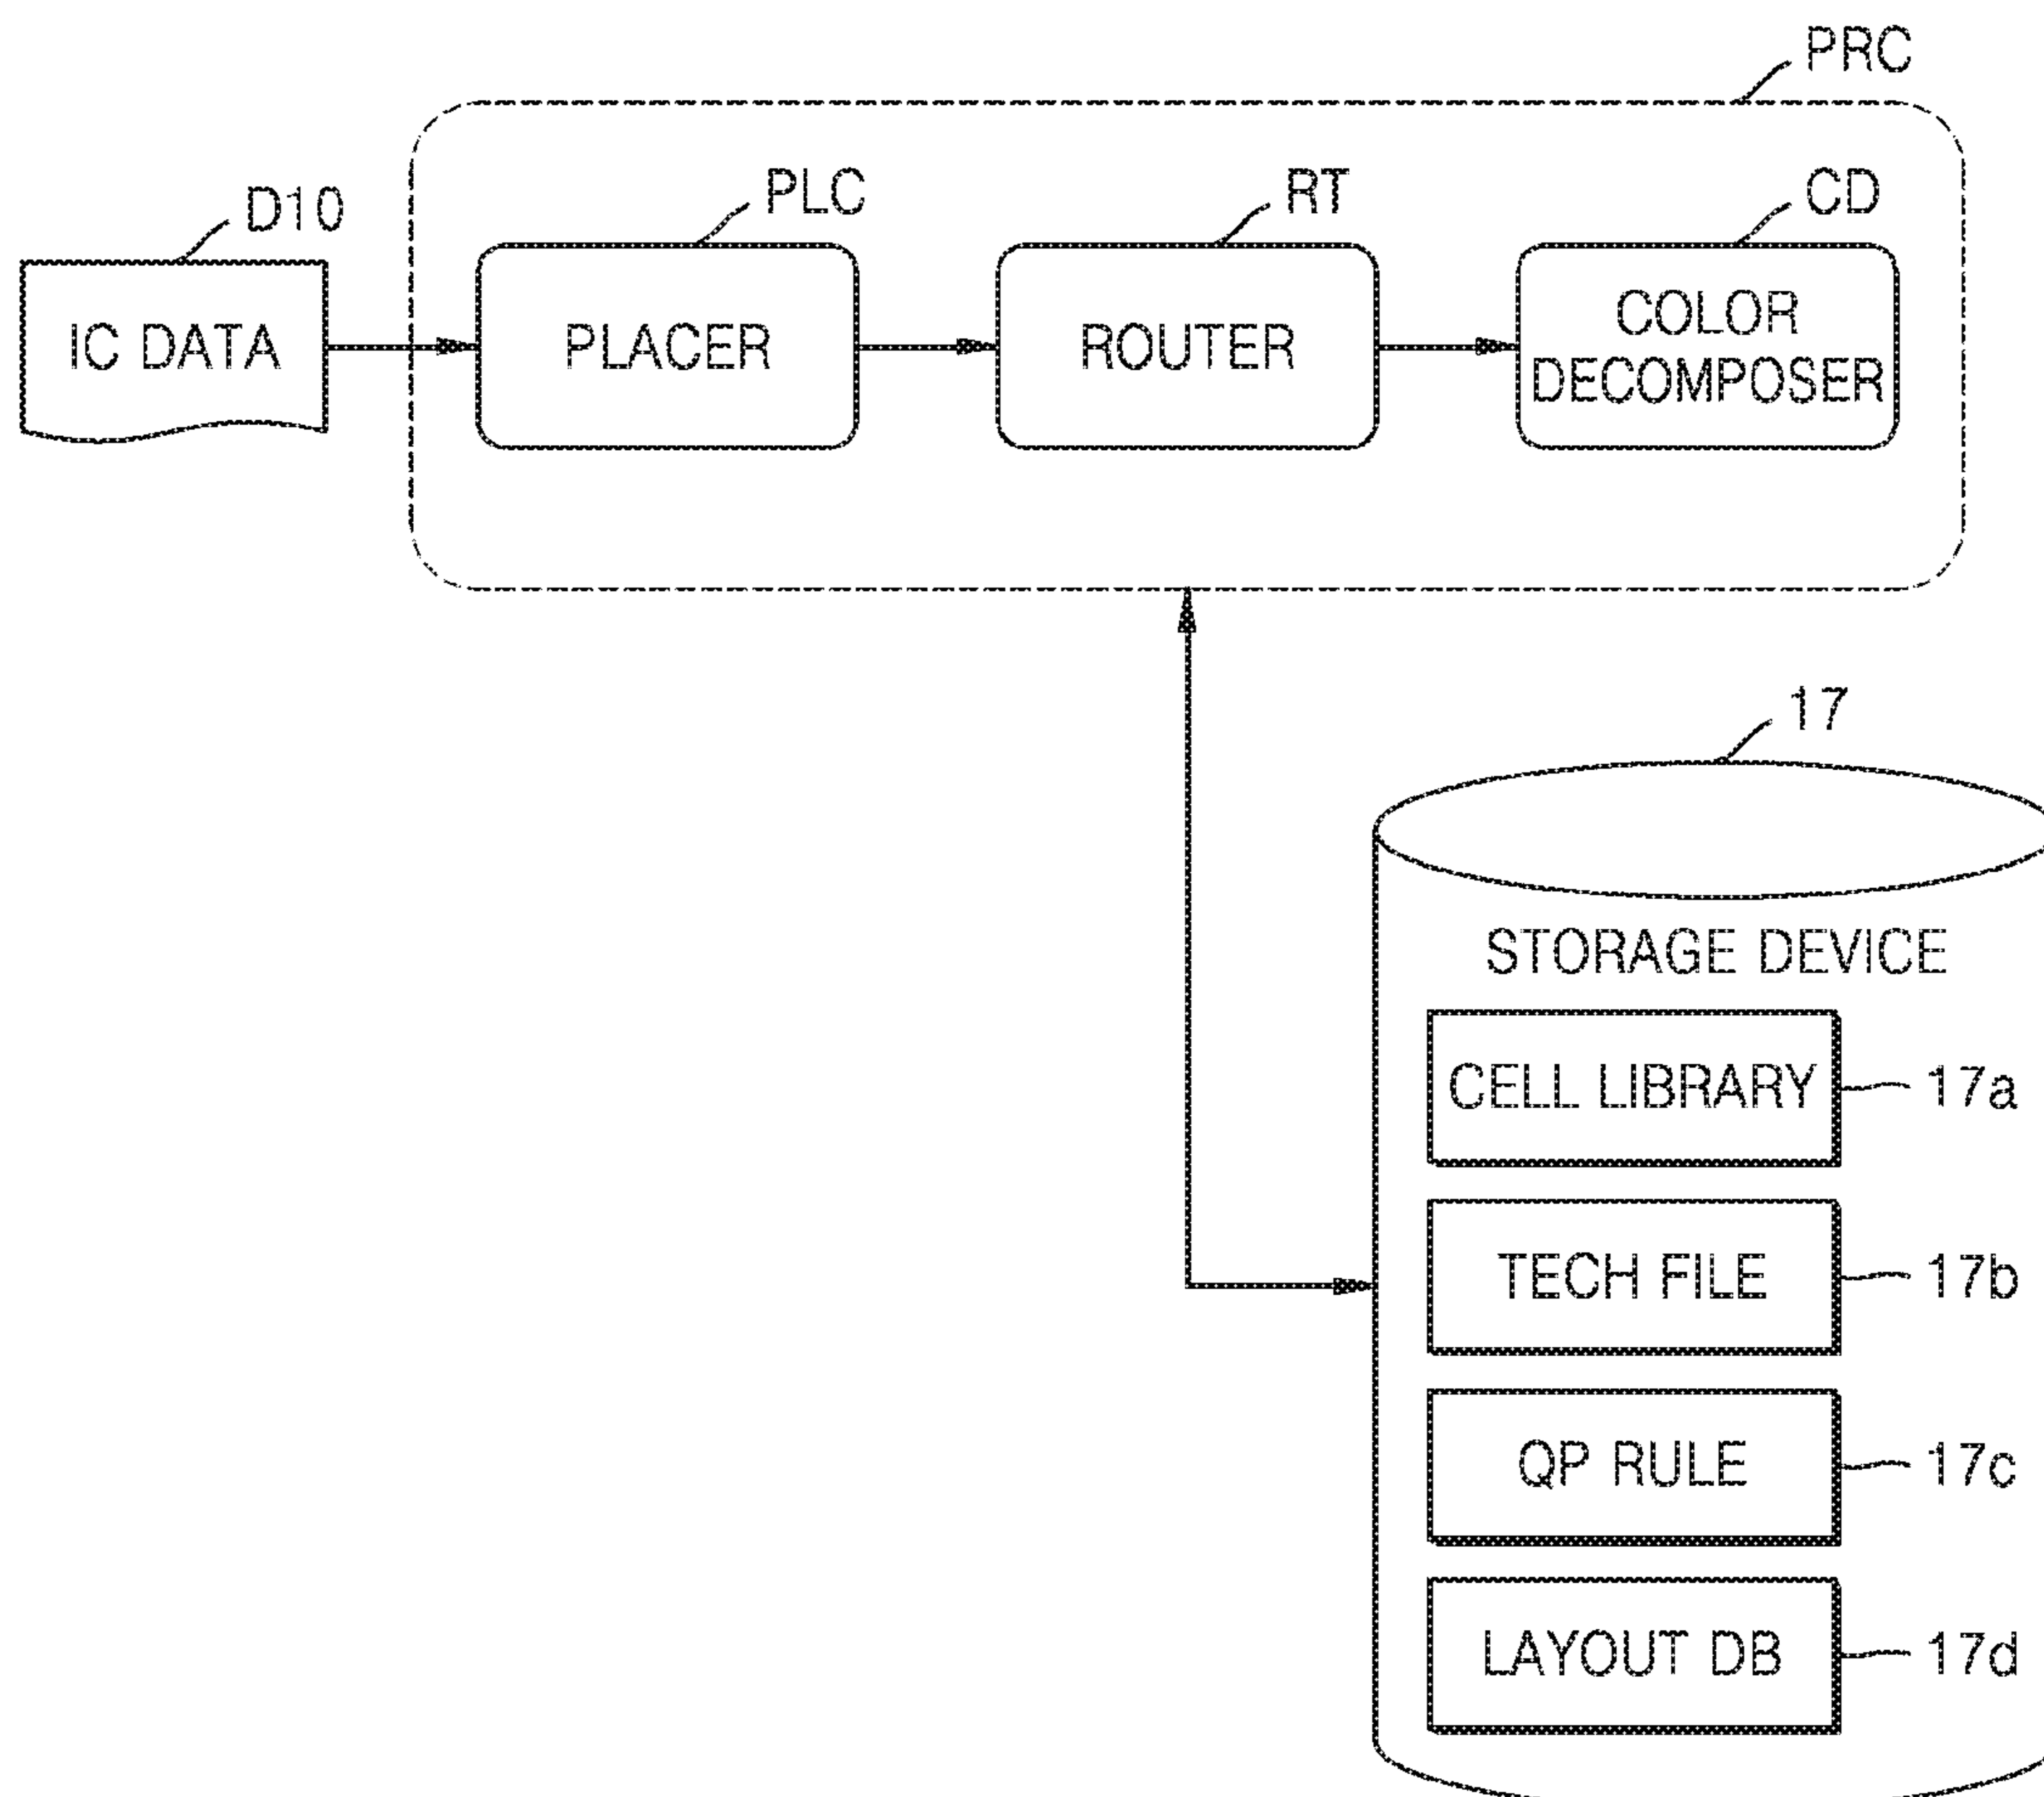 PRC
D10
PLC
RT
CD
IC DATA
PLACER
ROUTER
COLOR
DECOMPOSER
17
STORAGE DEVICE
CELL LIBRARY
17a
TECH FILE
17b
QP RULE
17c
LAYOUT DB
17d